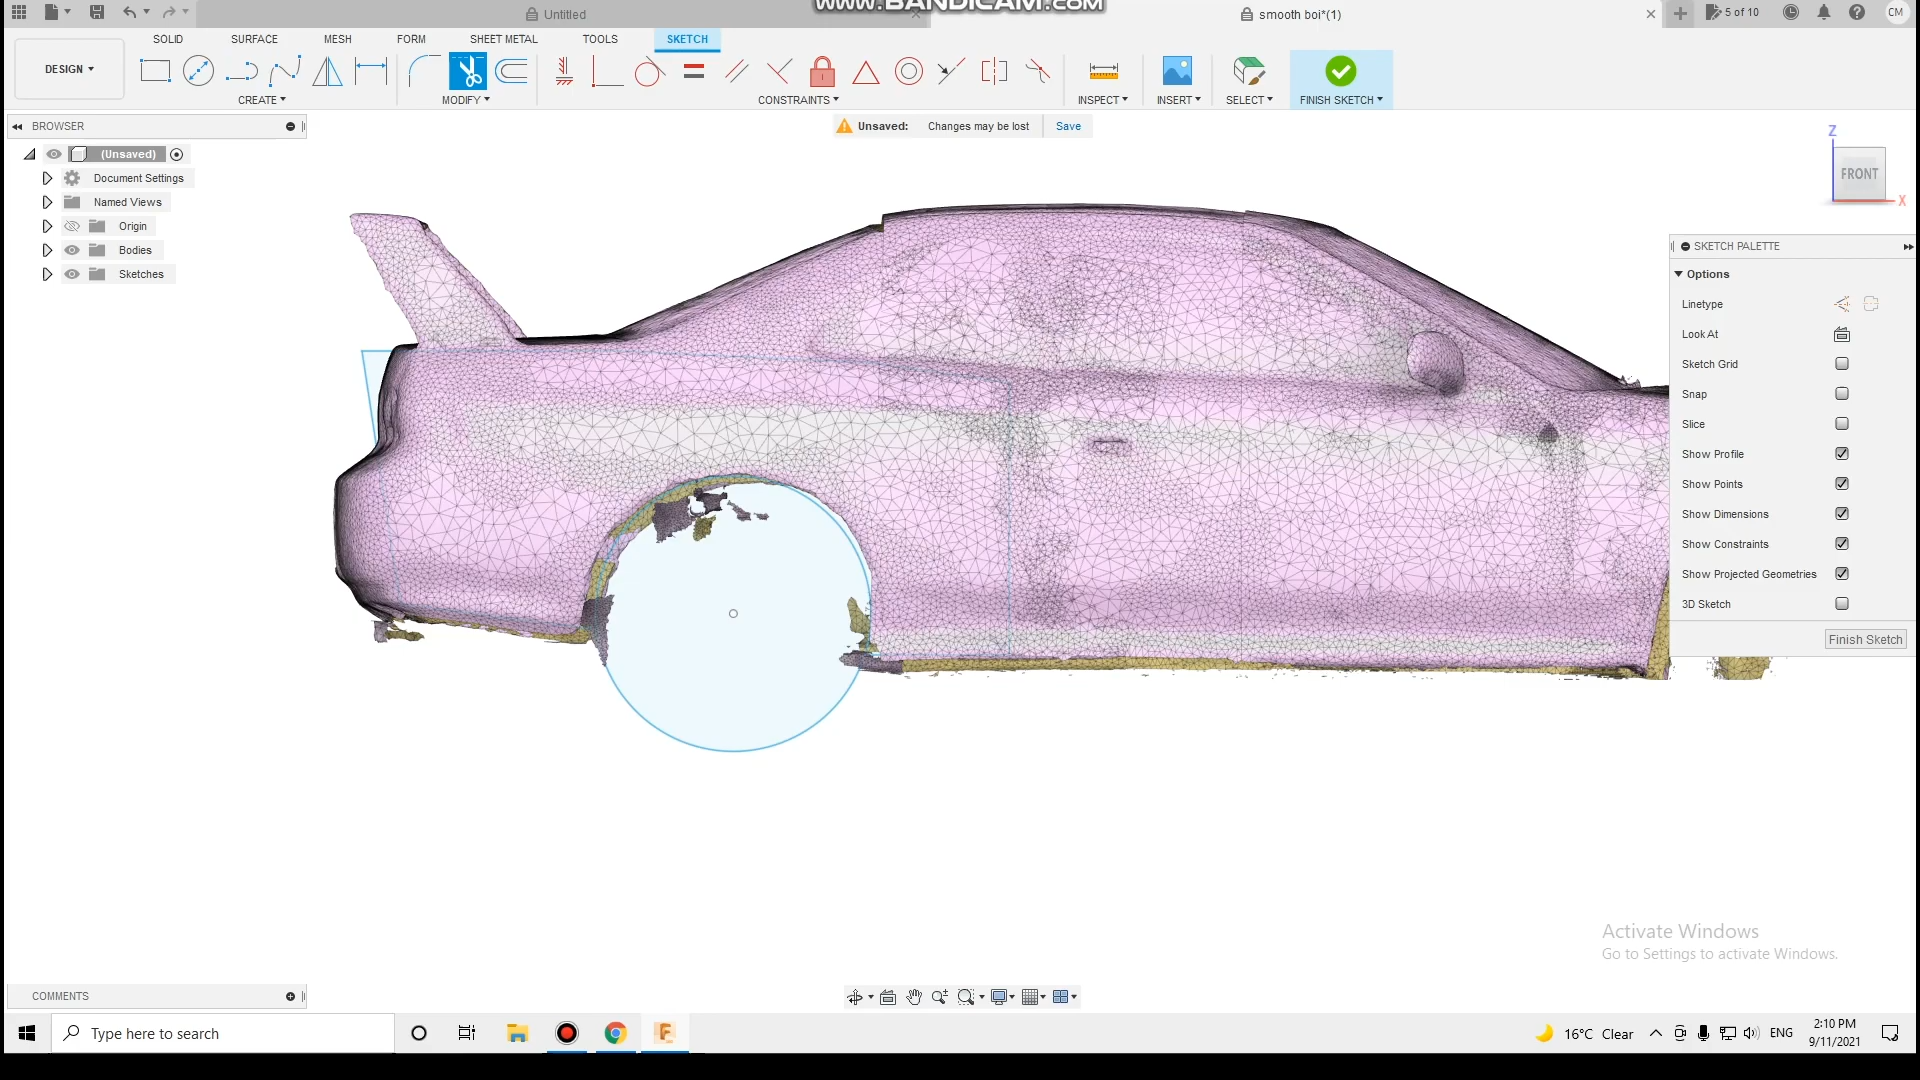 WWW.BANDICAM.COM
Untitled
smooth boi*(1)
5 of 10
CM
DESIGN
SOLID
SURFACE
MESH
FORM
SHEET METAL
TOOLS
SKETCH
CREATE
MODIFY
CONSTRAINTS
INSPECT
INSERT
SELECT
FINISH SKETCH
BROWSER
Unsaved: Changes may be lost
Save
(Unsaved)
Document Settings
Named Views
Origin
Bodies
Sketches
Z
FRONT
X
SKETCH PALETTE
Options
Linetype
Look At
Sketch Grid
Snap
Slice
Show Profile
Show Points
Show Dimensions
Show Constraints
Show Projected Geometries
3D Sketch
Finish Sketch
Activate Windows
Go to Settings to activate Windows.
COMMENTS
Type here to search
16°C Clear
ENG
2:10 PM
9/11/2021